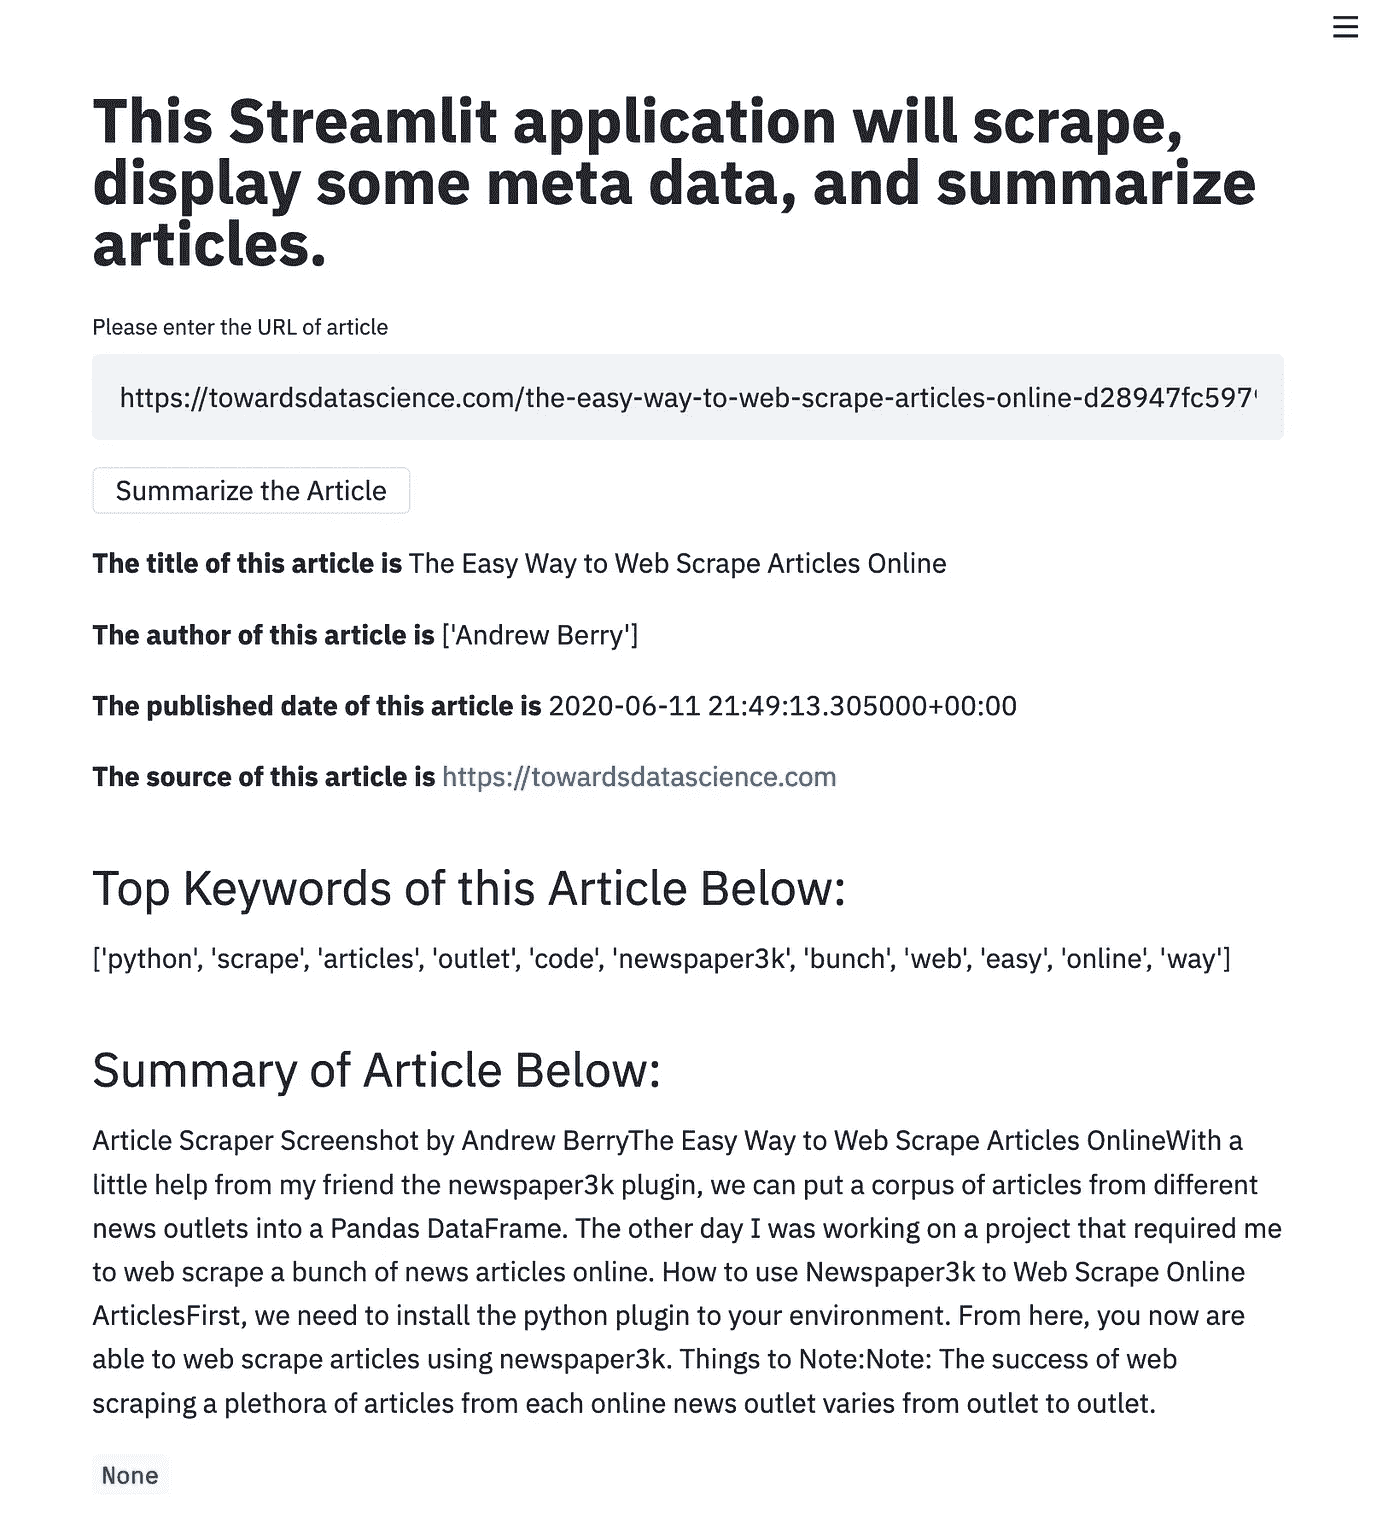 This Streamlit application will scrape,
display some meta data, and summarize
articles.
Please enter the URL of article
https://towardsdatascience.com/the-easy-way-to-web-scrape-articles-online-d28947fc597
Summarize the Article
The title of this article is The Easy Way to Web Scrape Articles Online
The author of this article is ['Andrew Berry']
The published date of this article is 2020-06-11 21:49:13.305000+00:00
The source of this article is https://towardsdatascience.com
Top Keywords of this Article Below:
['python', 'scrape', 'articles', 'outlet', 'code', 'newspaper3k', 'bunch', 'web', 'easy', 'online', 'way']
Summary of Article Below:
Article Scraper Screenshot by Andrew BerryThe Easy Way to Web Scrape Articles OnlineWith a
little help from my friend the newspaper3k plugin, we can put a corpus of articles from different
news outlets into a Pandas DataFrame. The other day I was working on a project that required me
to web scrape a bunch of news articles online. How to use Newspaper3k to Web Scrape Online
ArticlesFirst, we need to install the python plugin to your environment. From here, you now are
able to web scrape articles using newspaper3k. Things to Note:Note: The success of web
scraping a plethora of articles from each online news outlet varies from outlet to outlet.
None